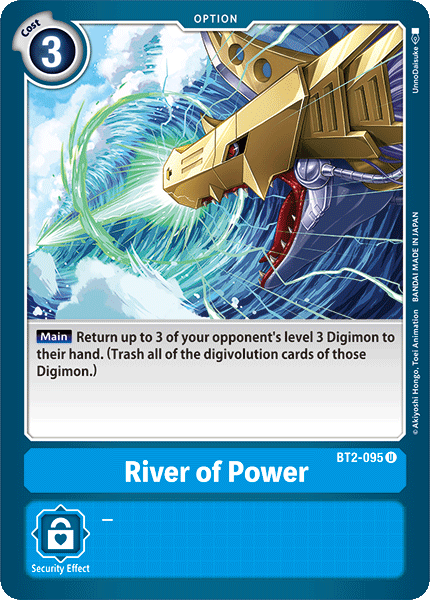 OPTION
Cost
3
UnnoDaisuke
©Akiyoshi Hongo, Toei Animation BANDAI MADE IN JAPAN
Main Return up to 3 of your opponent's level 3 Digimon to
their hand. (Trash all of the digivolution cards of those
Digimon.)
BT2-095 U
River of Power
–
Security Effect